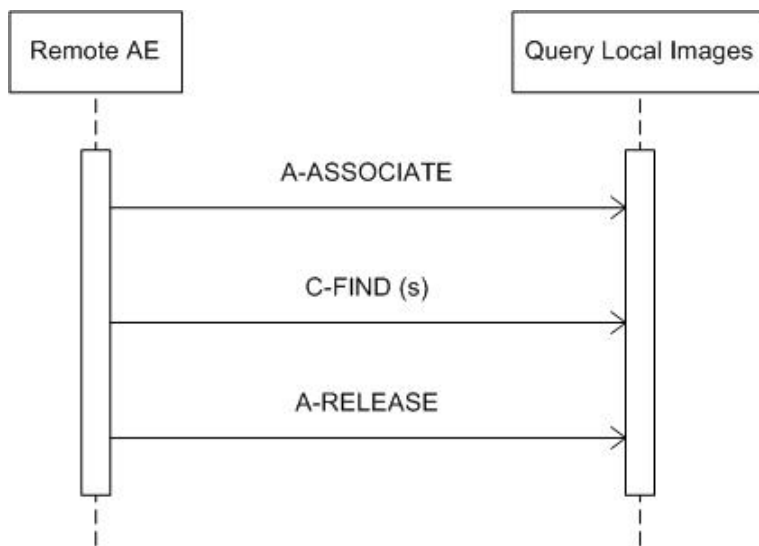 Remote AE
Query Local Images
A-ASSOCIATE
C-FIND (s)
A-RELEASE